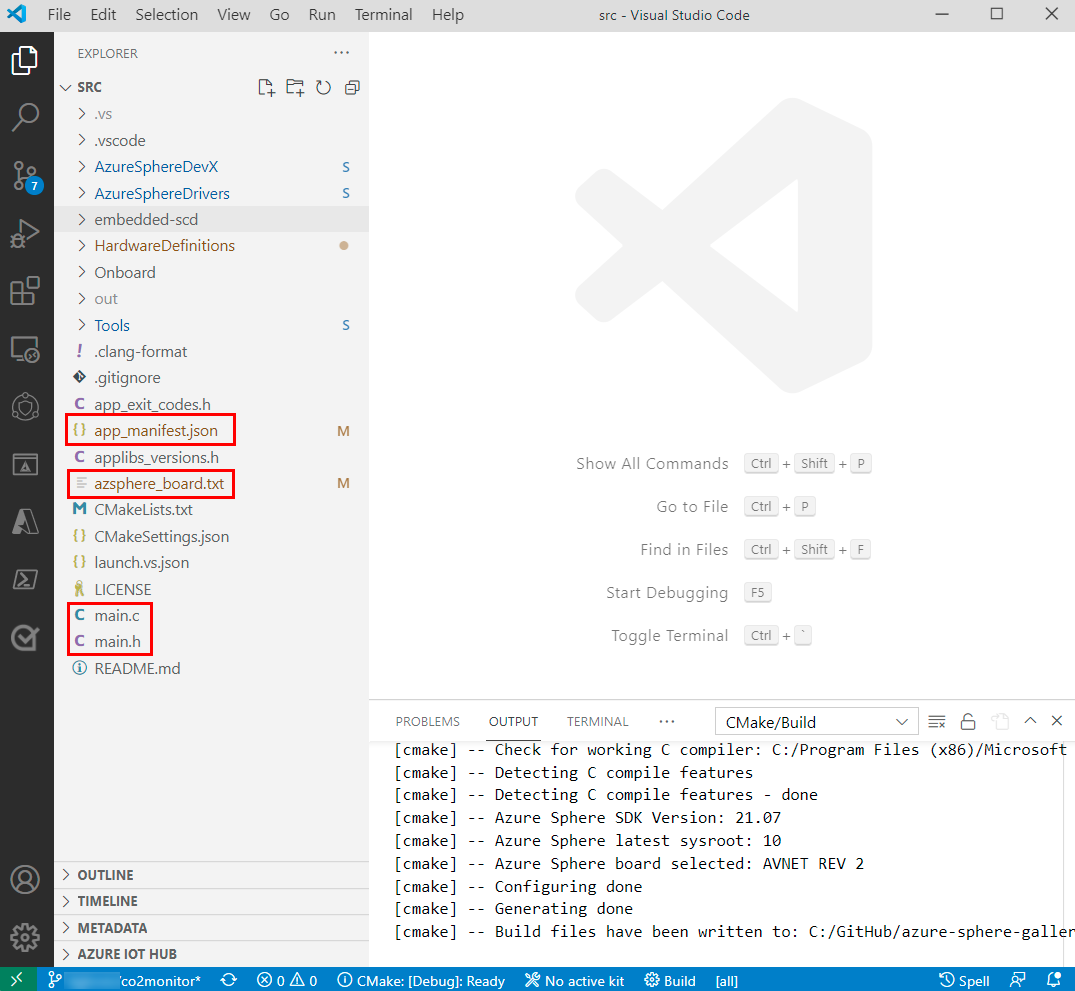 File Edit Selection View Go Run Terminal Help src - Visual Studio Code
EXPLORER ···
SRC
.vs
.vscode
AzureSphereDevX S
AzureSphereDrivers S
embedded-scd
HardwareDefinitions
Onboard
out
Tools S
! .clang-format
.gitignore
C app_exit_codes.h
{} app_manifest.json M
C applibs_versions.h
azsphere_board.txt M
M CMakeLists.txt
{} CMakeSettings.json
{} launch.vs.json
LICENSE
C main.c
C main.h
README.md
7
Show All Commands Ctrl + Shift + P
Go to File Ctrl + P
Find in Files Ctrl + Shift + F
Start Debugging F5
Toggle Terminal Ctrl + `
PROBLEMS OUTPUT TERMINAL ··· CMake/Build
[cmake] -- Check for working C compiler: C:/Program Files (x86)/Microsoft
[cmake] -- Detecting C compile features
[cmake] -- Detecting C compile features - done
[cmake] -- Azure Sphere SDK Version: 21.07
[cmake] -- Azure Sphere latest sysroot: 10
[cmake] -- Azure Sphere board selected: AVNET REV 2
[cmake] -- Configuring done
[cmake] -- Generating done
[cmake] -- Build files have been written to: C:/GitHub/azure-sphere-galler
OUTLINE
TIMELINE
METADATA
AZURE IOT HUB
/co2monitor* 0 0 CMake: [Debug]: Ready No active kit Build [all] Spell